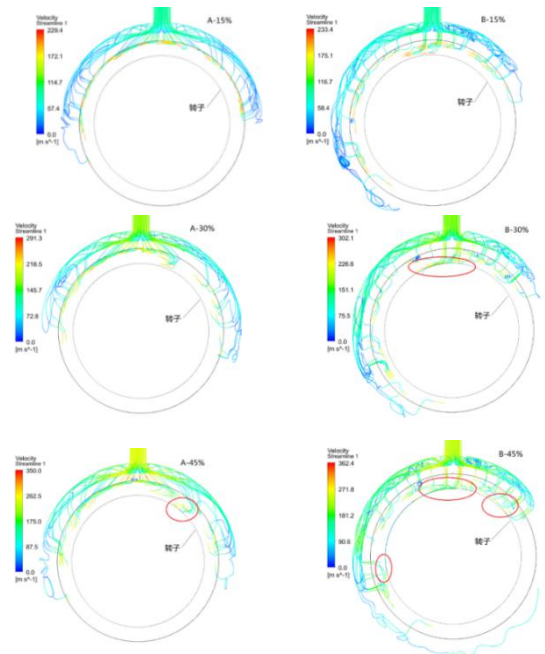 Velocity
Streamline 1
229.4
172.1
114.7
57.4
0.0
[m s^-1]
A-15%
转子
Velocity
Streamline 1
233.4
175.1
116.7
58.4
0.0
[m s^-1]
B-15%
转子
Velocity
Streamline 1
291.3
218.5
145.7
72.8
0.0
[m s^-1]
A-30%
转子
Velocity
Streamline 1
302.1
226.6
151.1
75.5
0.0
[m s^-1]
B-30%
转子
Velocity
Streamline 1
350.0
262.5
175.0
87.5
0.0
[m s^-1]
A-45%
转子
Velocity
Streamline 1
362.4
271.8
181.2
90.6
0.0
[m s^-1]
B-45%
转子